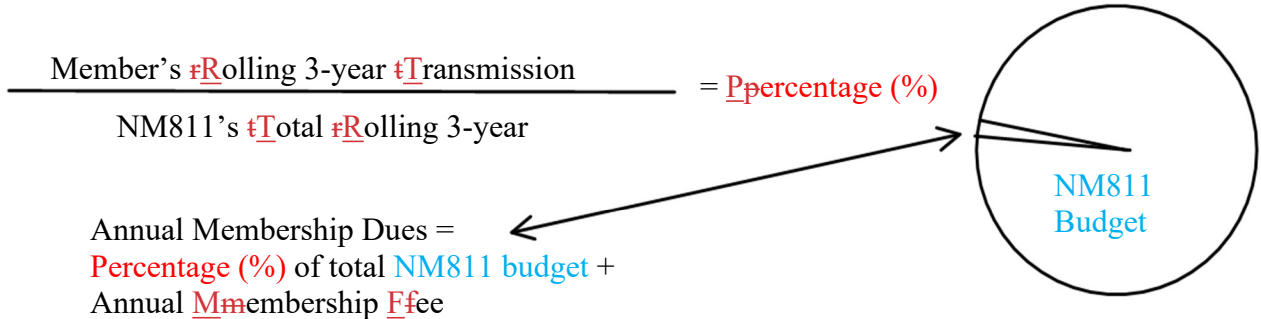 Member’s rRolling 3-year tTransmission
NM811’s tTotal rRolling 3-year
= Ppercentage (%)
NM811
Budget
Annual Membership Dues =
Percentage (%) of total NM811 budget +
Annual Mmembership Ffee